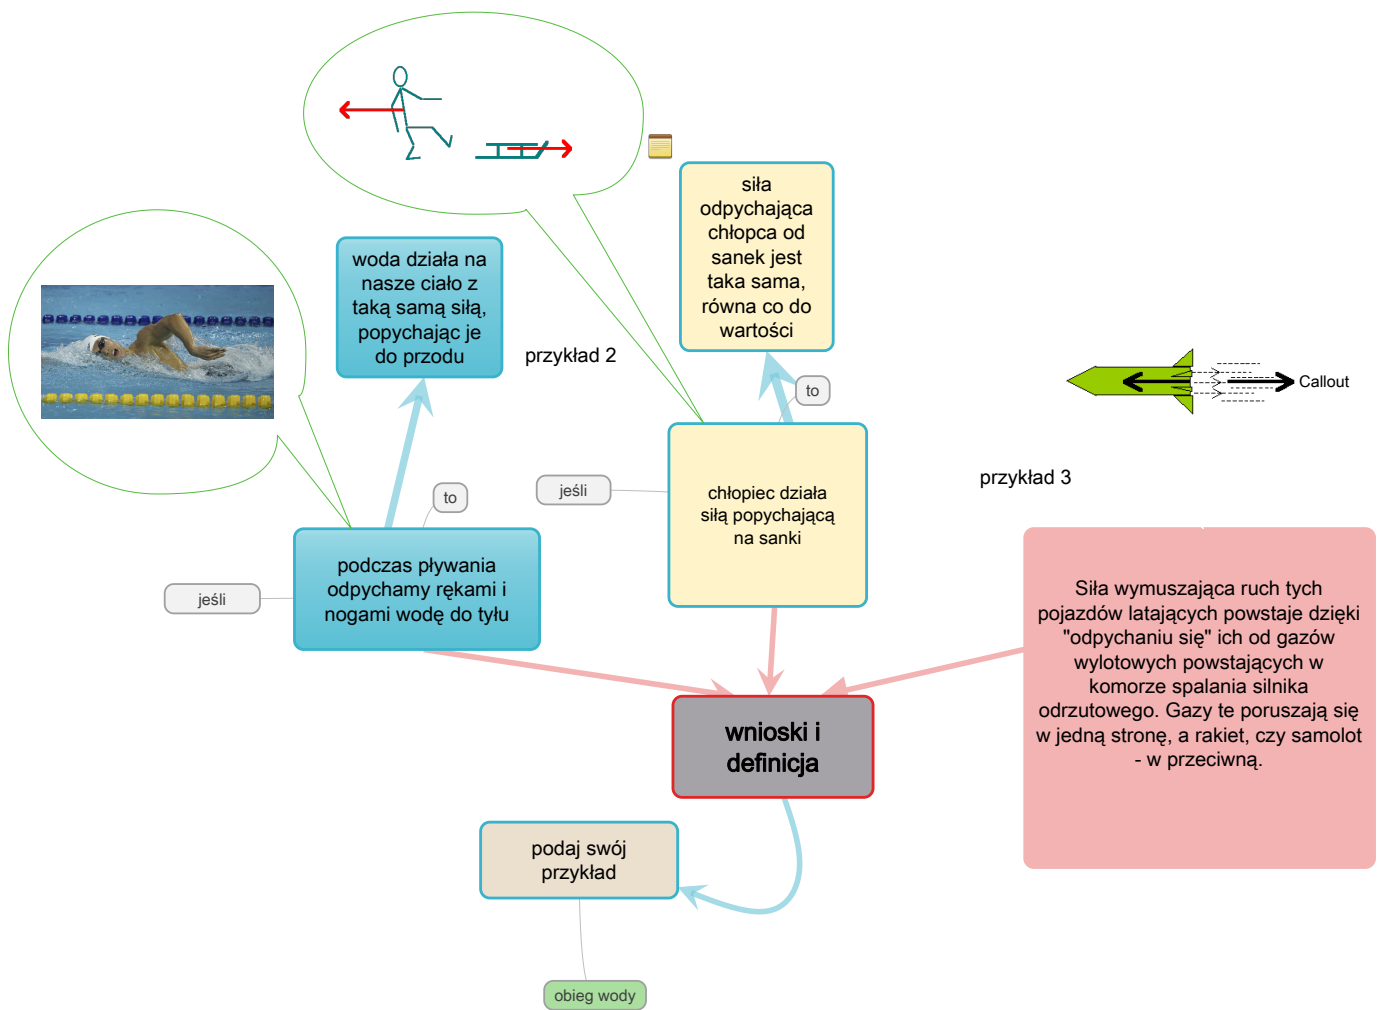 siła
odpychająca
chłopca od
sanek jest
taka sama,
równa co do
wartości
woda działa na
nasze ciało z
taką samą siłą,
popychając je
do przodu
przykład 2
to
Callout
przykład 3
jeśli
chłopiec działa
siłą popychającą
na sanki
to
jeśli
podczas pływania
odpychamy rękami i
nogami wodę do tyłu
Siła wymuszająca ruch tych
pojazdów latających powstaje dzięki
"odpychaniu się" ich od gazów
wylotowych powstających w
komorze spalania silnika
odrzutowego. Gazy te poruszają się
w jedną stronę, a rakiet, czy samolot
- w przeciwną.
wnioski i
definicja
podaj swój
przykład
obieg wody